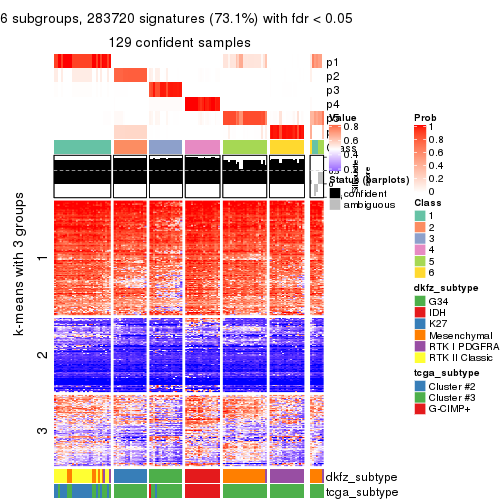 6 subgroups, 283720 signatures (73.1%) with fdr < 0.05
129 confident samples
p1
p2
p3
p4
Value
0.8
0.6
0.4
0.2
Status (barplots)
confident
ambiguous
Silhouette
score
k-means with 3 groups
1
2
3
dkfz_subtype
tcga_subtype
Prob
1
0.8
0.6
0.4
0.2
0
Class
1
2
3
4
5
6
dkfz_subtype
G34
IDH
K27
Mesenchymal
RTK I PDGFRA
RTK II Classic
tcga_subtype
Cluster #2
Cluster #3
G-CIMP+